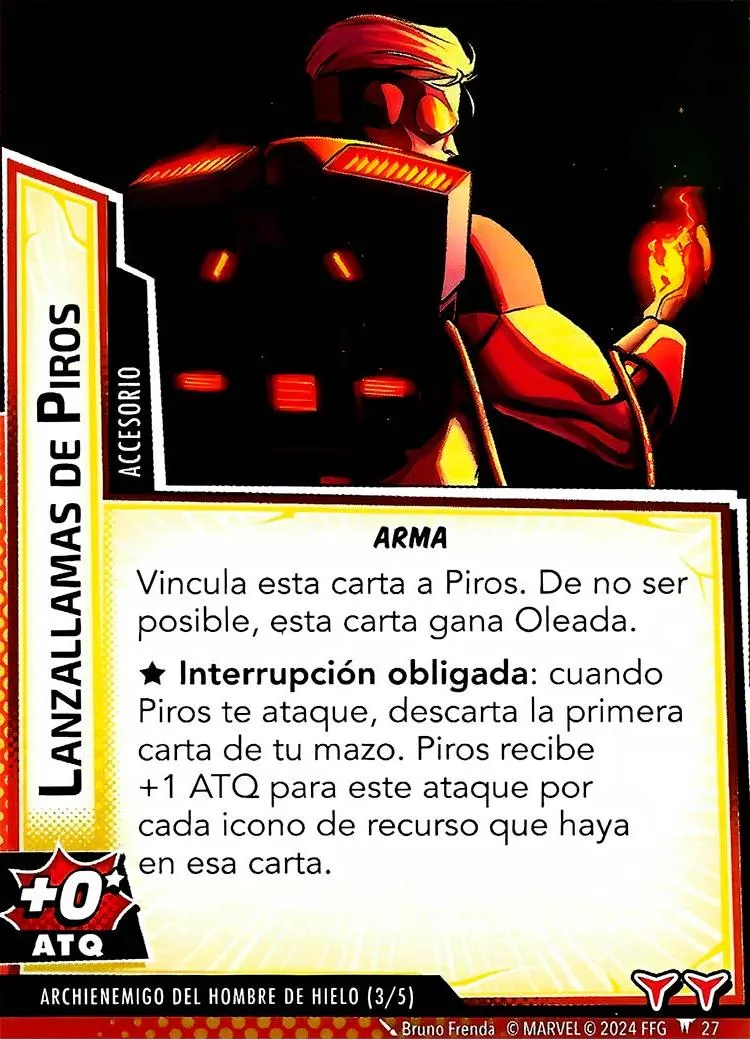 LANZALLAMAS DE PIROS
ACCESORIO
ARMA
Vincula esta carta a Piros. De no ser
posible, esta carta gana Oleada.
★ Interrupción obligada: cuando
Piros te ataque, descarta la primera
carta de tu mazo. Piros recibe
+1 ATQ para este ataque por
cada icono de recurso que haya
en esa carta.
+0★
ATQ
ARCHIENEMIGO DEL HOMBRE DE HIELO (3/5)
Bruno Frenda © MARVEL © 2024 FFG 27